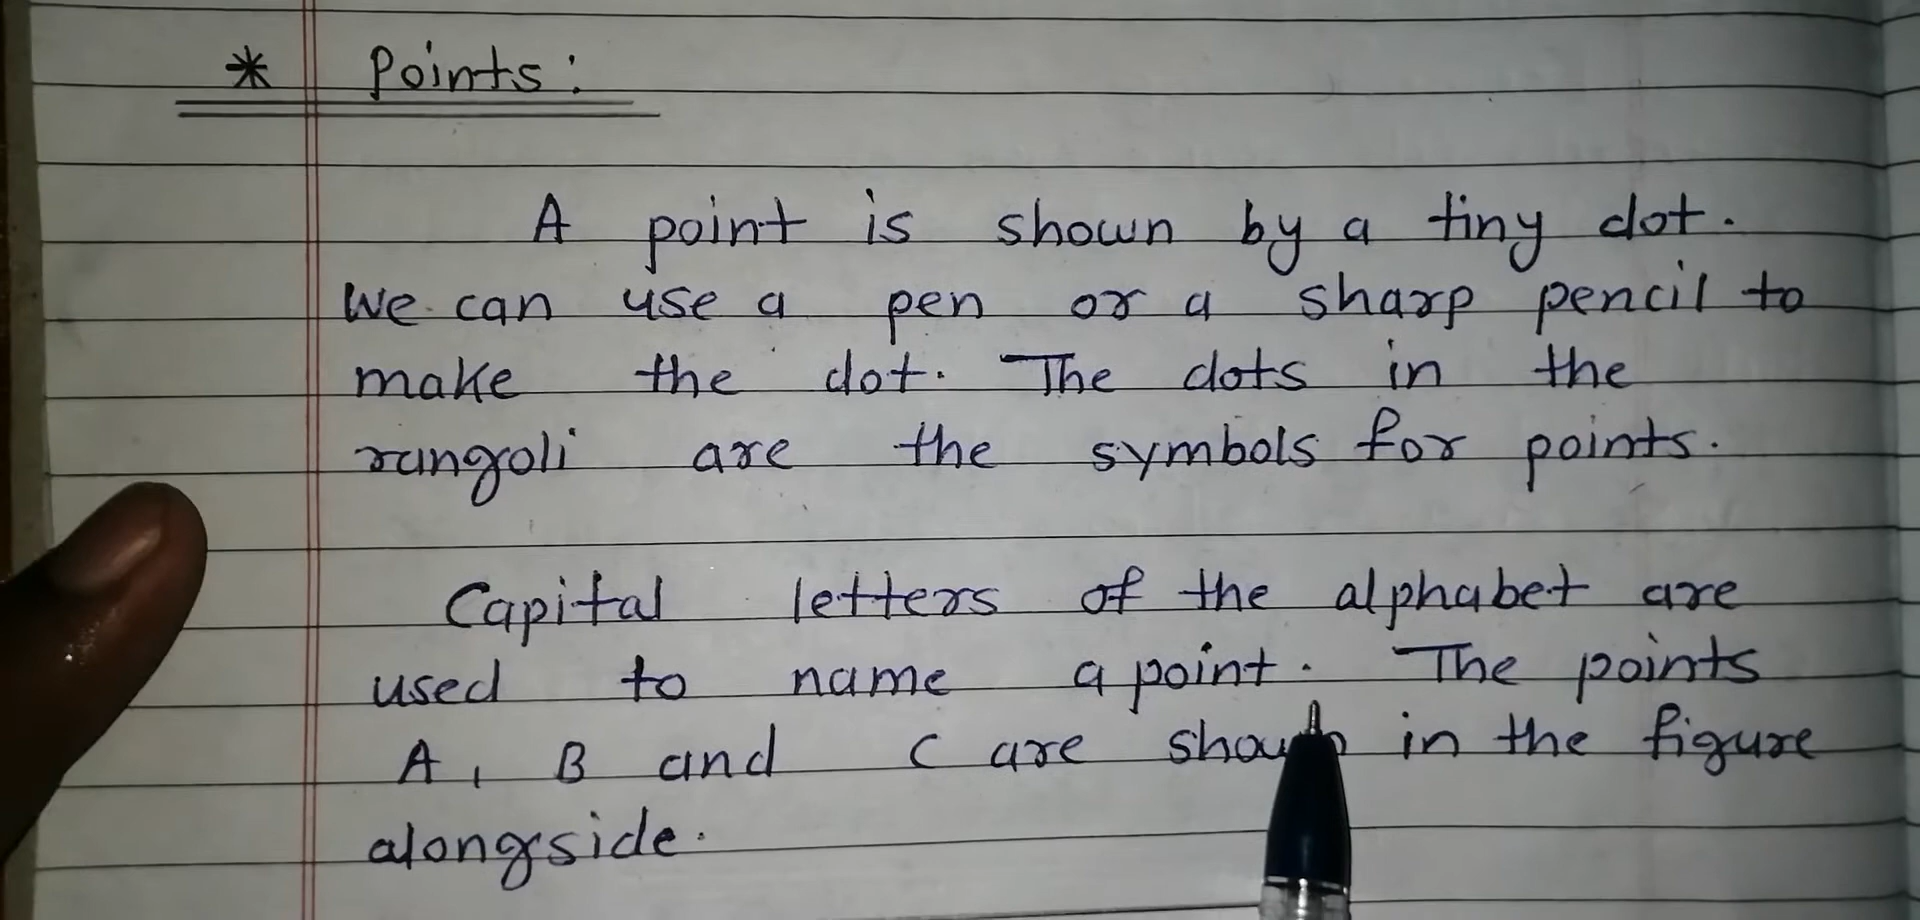 * Points:
A point is shown by a tiny dot.
We can use a pen or a sharp pencil to
make the dot. The dots in the
rangoli are the symbols for points.
Capital letters of the alphabet are
used to name a point. The points
A, B and C are shown in the figure
alongside.